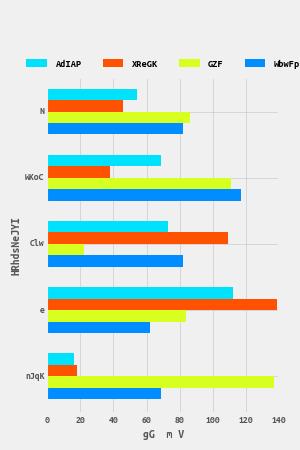 AdIAP XReGK GZF WbwFp
N
WKoC
Clw
e
nJqK
HRhdsNeJYI
0 20 40 60 80 100 120 140
gG m V